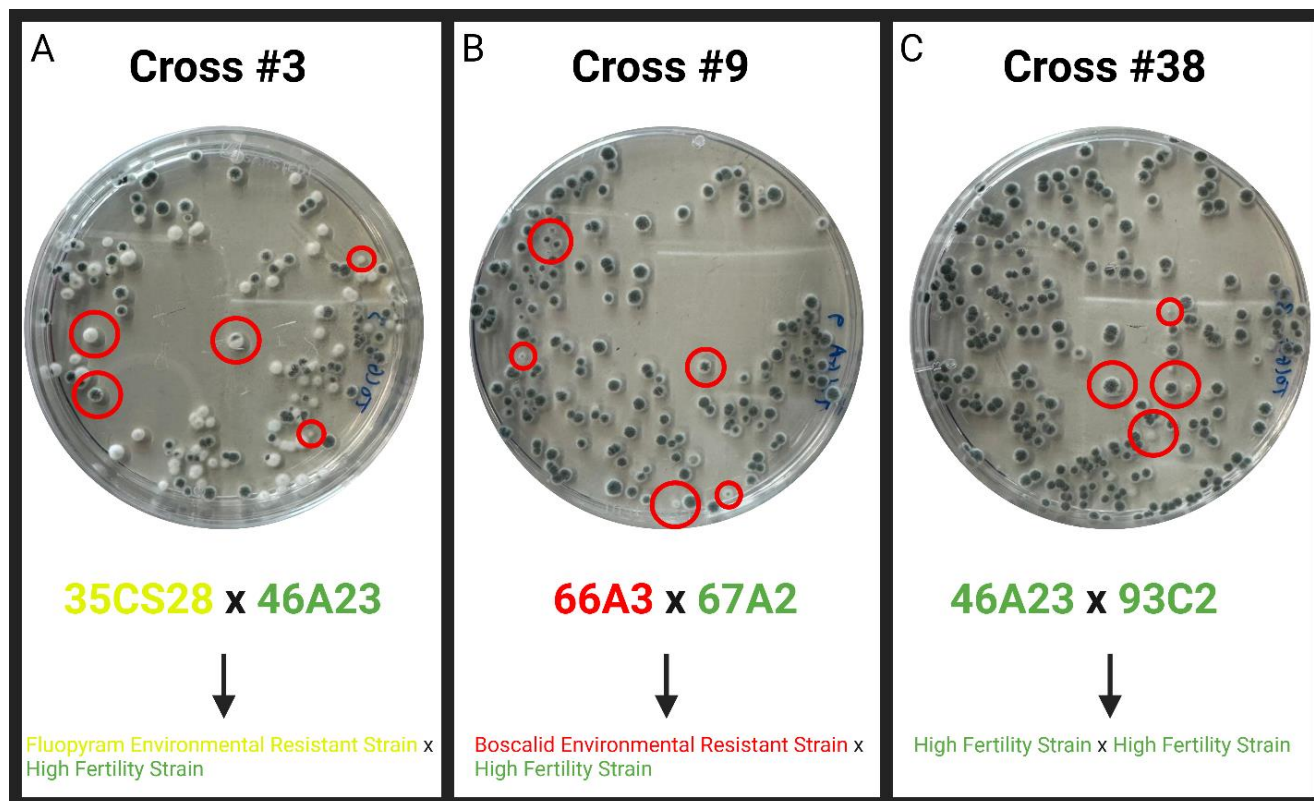 A
Cross #3
35CS28 x 46A23
Fluopyram Environmental Resistant Strain x
High Fertility Strain
B
Cross #9
66A3 x 67A2
Boscalid Environmental Resistant Strain x
High Fertility Strain
C
Cross #38
46A23 x 93C2
High Fertility Strain x High Fertility Strain